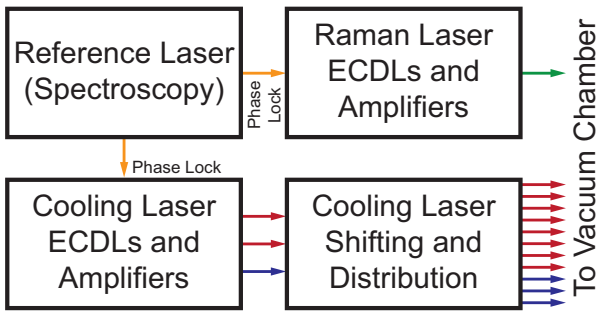 Reference Laser
(Spectroscopy)
Phase
Lock
Raman Laser
ECDLs and
Amplifiers
Phase Lock
Cooling Laser
ECDLs and
Amplifiers
Cooling Laser
Shifting and
Distribution
To Vacuum Chamber